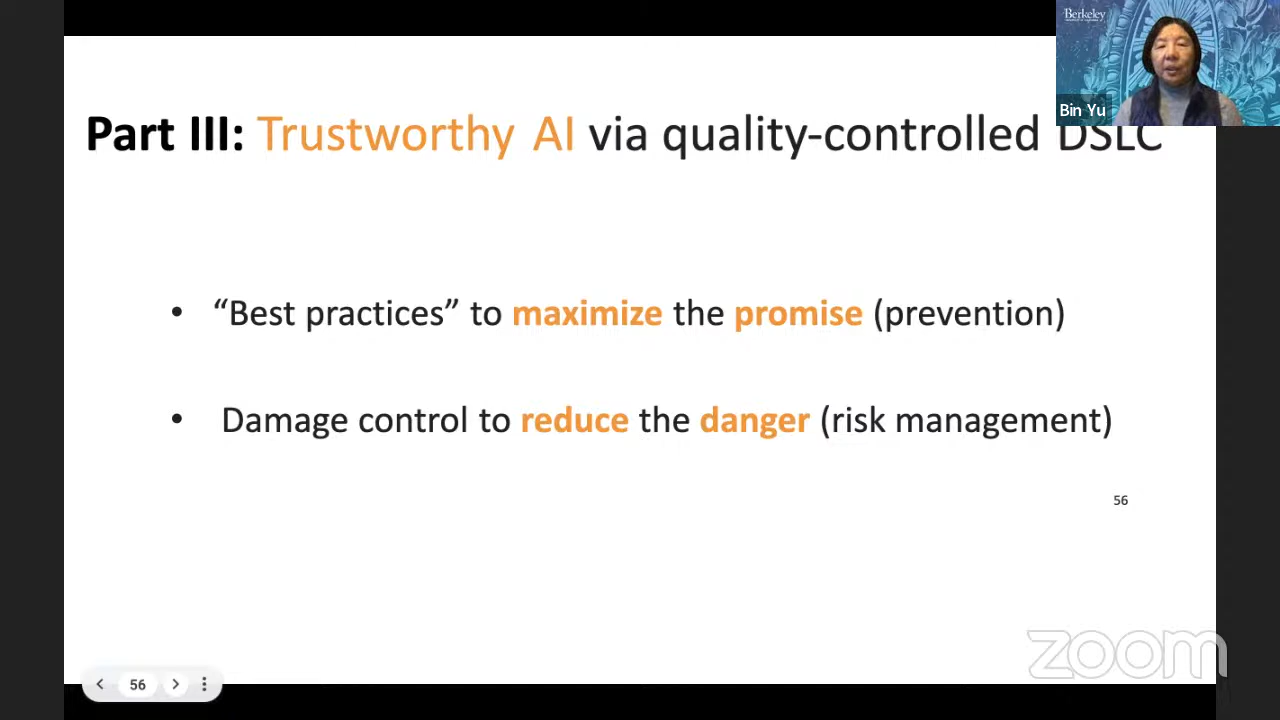 Berkeley
Bin Yu
Part III: Trustworthy AI via quality-controlled DSLC
• “Best practices” to maximize the promise (prevention)
• Damage control to reduce the danger (risk management)
56
zoom
56